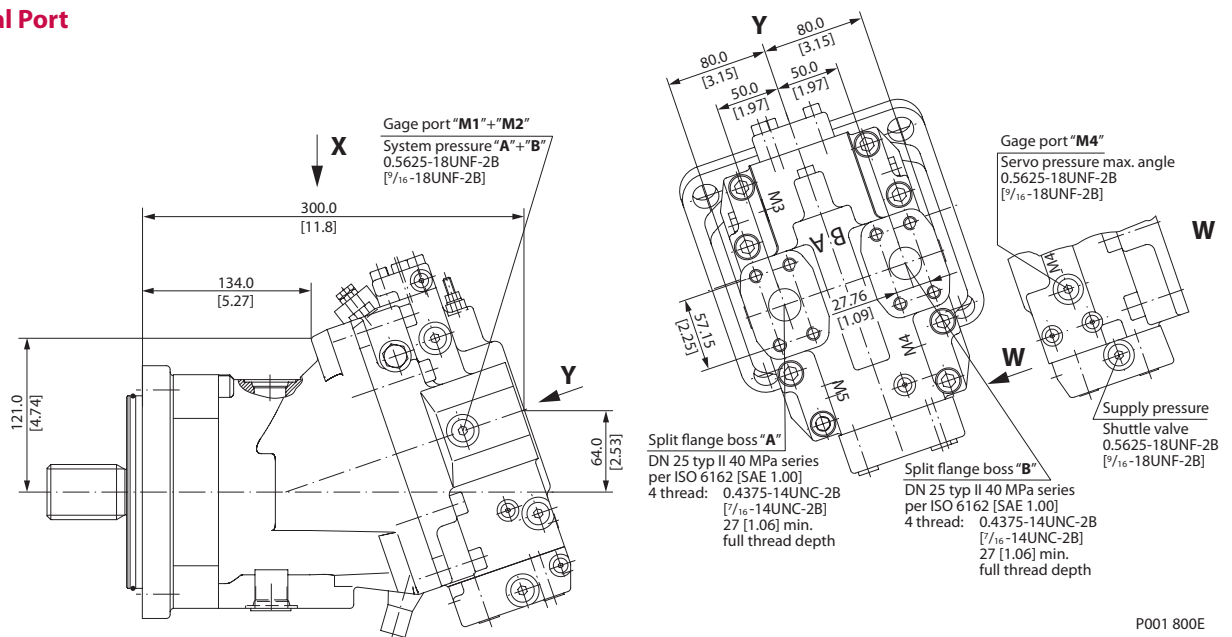 al Port
X
Gage port "M1"+"M2"
System pressure "A"+"B"
0.5625-18UNF-2B
[9/16-18UNF-2B]
300.0
[11.8]
134.0
[5.27]
121.0
[4.74]
64.0
[2.53]
Y
Y
80.0
[3.15]
80.0
[3.15]
50.0
[1.97]
50.0
[1.97]
M3
B A
27.76
[1.09]
57.15
[2.25]
M4
M5
W
Split flange boss "A"
DN 25 typ II 40 MPa series
per ISO 6162 [SAE 1.00]
4 thread: 0.4375-14UNC-2B
[7/16-14UNC-2B]
27 [1.06] min.
full thread depth
Split flange boss "B"
DN 25 typ II 40 MPa series
per ISO 6162 [SAE 1.00]
4 thread: 0.4375-14UNC-2B
[7/16-14UNC-2B]
27 [1.06] min.
full thread depth
Gage port "M4"
Servo pressure max. angle
0.5625-18UNF-2B
[9/16-18UNF-2B]
W
M4
Supply pressure
Shuttle valve
0.5625-18UNF-2B
[9/16-18UNF-2B]
P001 800E